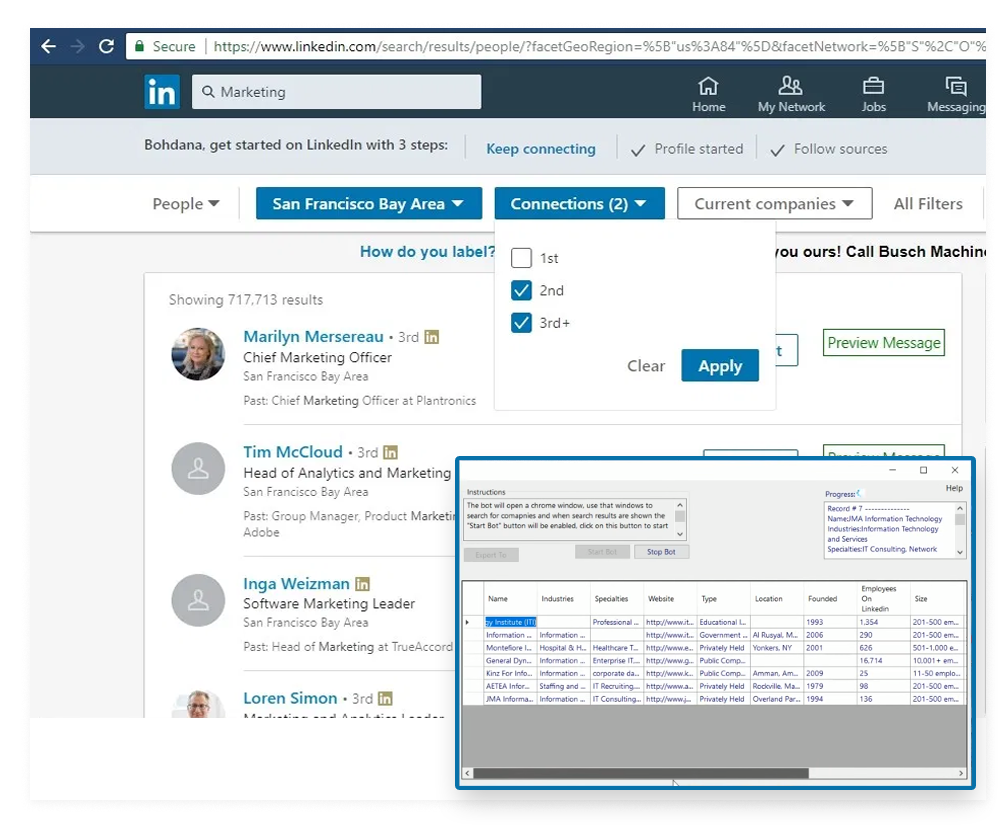 Secure https://www.linkedin.com/search/results/people/?facetGeoRegion=%5B"us%3A84"%5D&facetNetwork=%5B"S"%2C"O"%
in Marketing Home My Network Jobs Messaging
Bohdana, get started on LinkedIn with 3 steps: Keep connecting Profile started Follow sources
People San Francisco Bay Area Connections (2) Current companies All Filters
How do you label? you ours! Call Busch Machine
1st
2nd
3rd+
Clear Apply
Showing 717,713 results
Marilyn Mersereau • 3rd in
Chief Marketing Officer
San Francisco Bay Area
Past: Chief Marketing Officer at Plantronics
t Preview Message
Tim McCloud • 3rd in
Head of Analytics and Marketing
San Francisco Bay Area
Past: Group Manager, Product Marketin
Adobe
Preview Message
Inga Weizman in
Software Marketing Leader
San Francisco Bay Area
Past: Head of Marketing at TrueAccord
Loren Simon • 3rd in
Marketing and Analytics Leader
Help
Instructions
The bot will open a chrome window, use that windows to
search for comapnies and when search results are shown the
"Start Bot" button will be enabled, click on this button to start
Export To Start Bot Stop Bot
Progress:
Record # 7 --------------
Name:JMA Information Technology
Industries:Information Technology
and Services
Specialties:IT Consulting, Network
Name Industries Specialties Website Type Location Founded Employees On Linkedin Size
gy Institute (ITI) Professional ... http://www.it... Educational I... 1993 1,354 201-500 em...
Information ... Information ... http://www.it... Government ... Al Rusyal, M... 2006 290 201-500 em...
Montefiore I... Hospital & H... Healthcare T... http://www.e... Privately Held Yonkers, NY 2001 626 501-1,000 e...
General Dyn... Information ... Enterprise IT,... http://www.g... Public Comp... 16,714 10,001+ em...
Kinz For Info... Information ... corporate da... http://www.k... Public Comp... Amman, Am... 2009 25 11-50 emplo...
AETEA Infor... Staffing and ... IT Recruiting,... http://www.a... Privately Held Rockville, Ma... 1979 98 201-500 em...
JMA Informa... Information ... IT Consulting... http://www.j... Privately Held Overland Par... 1994 136 201-500 em...